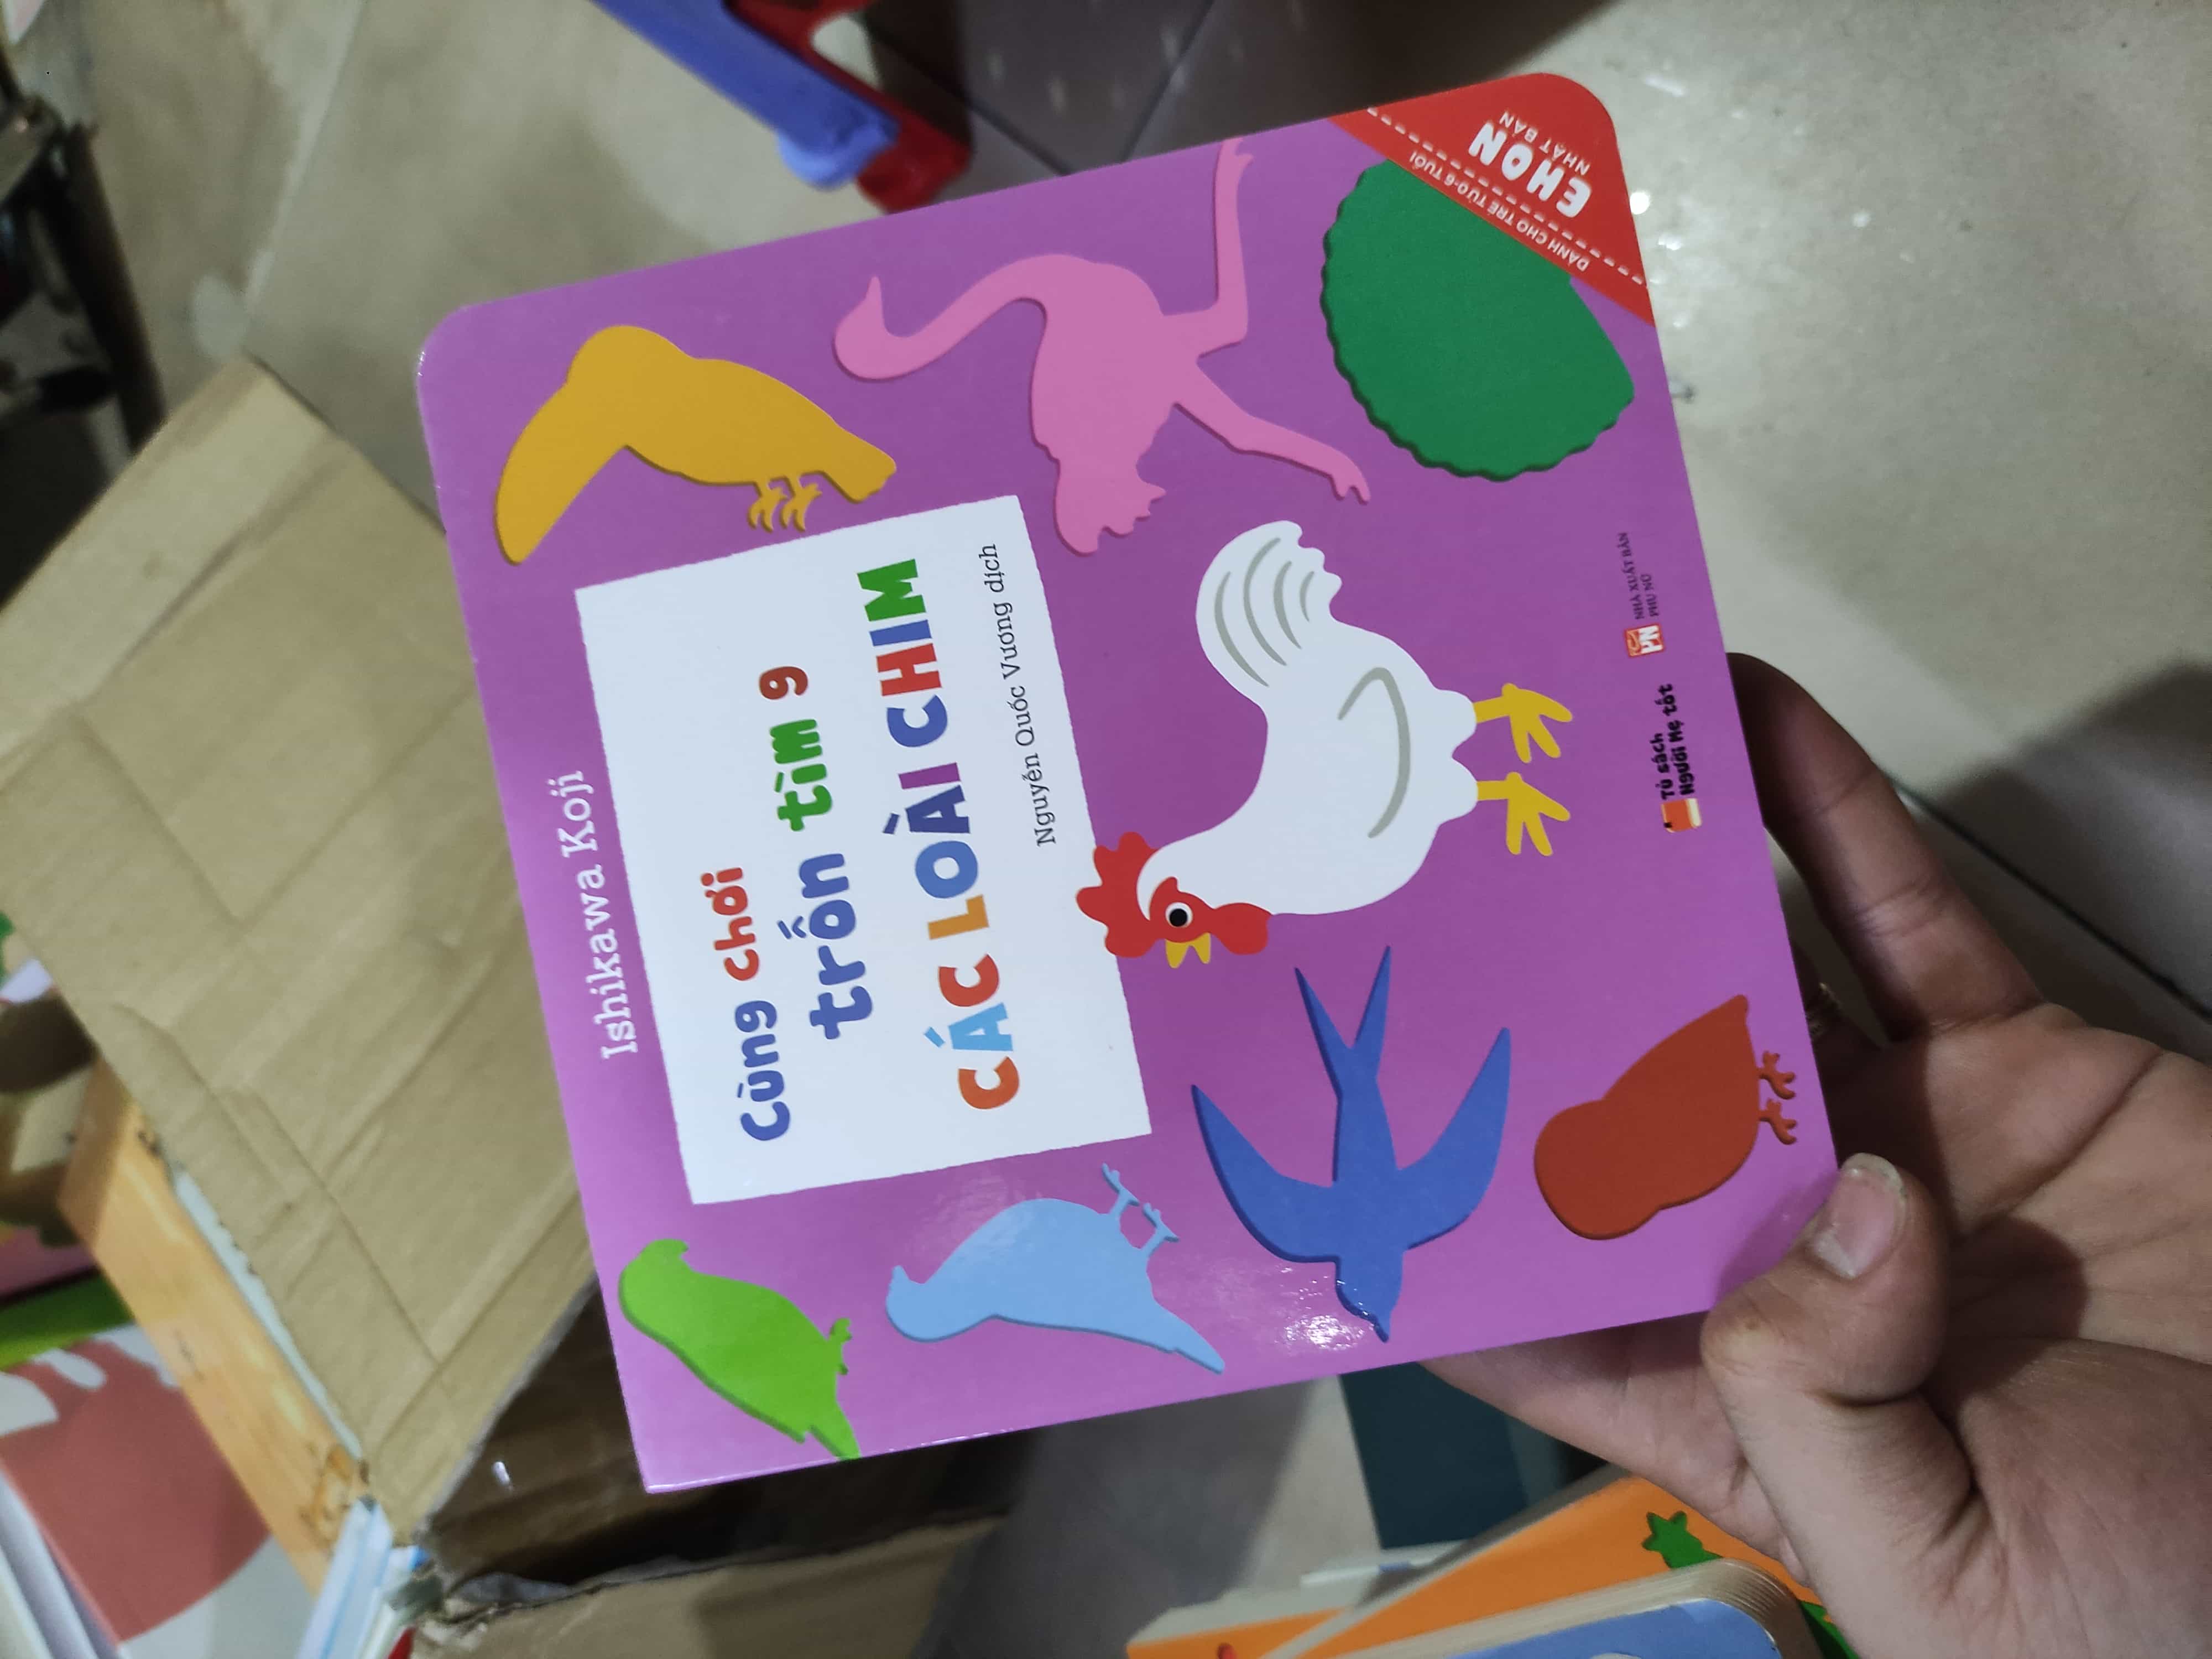 Ishikawa Koji
Cùng chơi
trốn tìm 9
CÁC LOÀI CHIM
Nguyễn Quốc Vương dịch
DÀNH CHO TRẺ TỪ 0-6 TUỔI
EHON
NHẬT BẢN
Tủ sách
Người Mẹ tốt
PN
NHÀ XUẤT BẢN
PHỤ NỮ